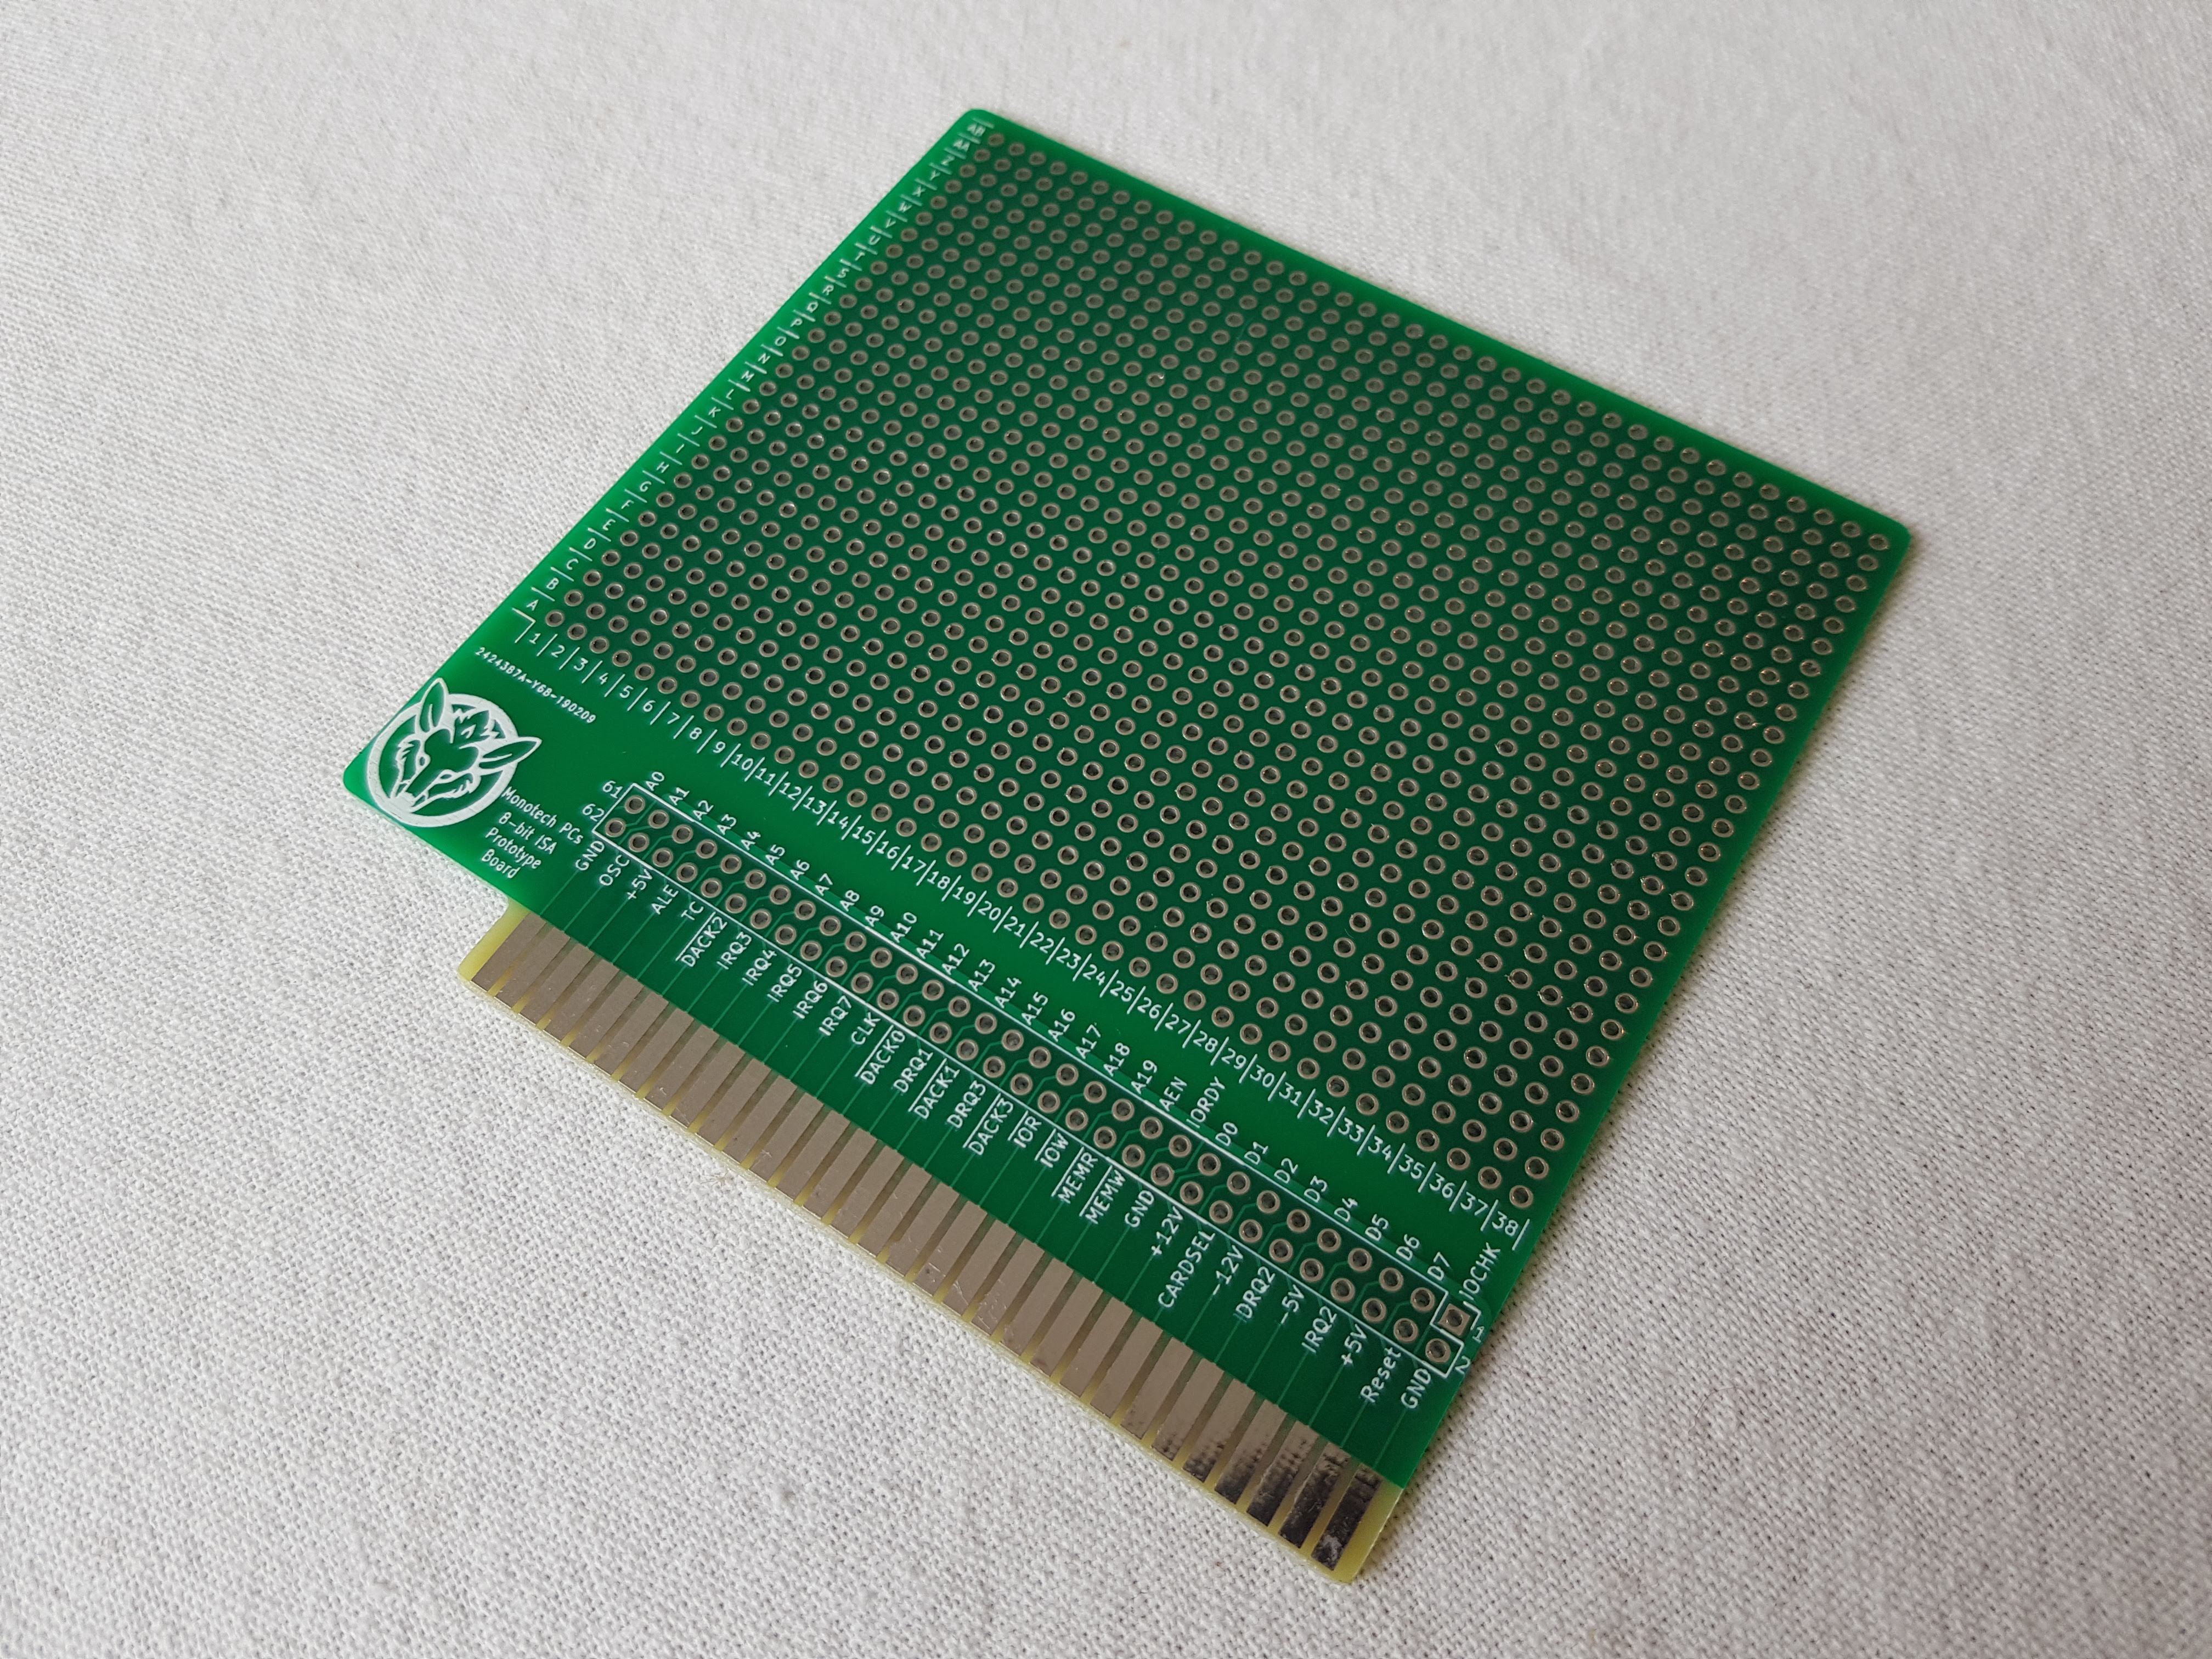 AB
AA
Z
Y
X
W
V
U
T
S
R
Q
P
O
N
M
L
K
J
I
H
G
F
E
D
C
B
A
1 2 3 4 5 6 7 8 9 10 11 12 13 14 15 16 17 18 19 20 21 22 23 24 25 26 27 28 29 30 31 32 33 34 35 36 37 38
2424387A-Y6B-190209
Monotech PCs
8-bit ISA
Prototype
Board
61 A0 A1 A2 A3 A4 A5 A6 A7 A8 A9 A10 A11 A12 A13 A14 A15 A16 A17 A18 A19 AEN IORDY D0 D1 D2 D3 D4 D5 D6 D7 IOCHK 1
62 GND OSC +5V ALE TC DACK2 IRQ3 IRQ4 IRQ5 IRQ6 IRQ7 CLK DACK0 DRQ1 DACK1 DRQ3 DACK3 IOR IOW MEMR MEMW GND +12V CARDSEL -12V DRQ2 -5V IRQ2 +5V Reset GND 2